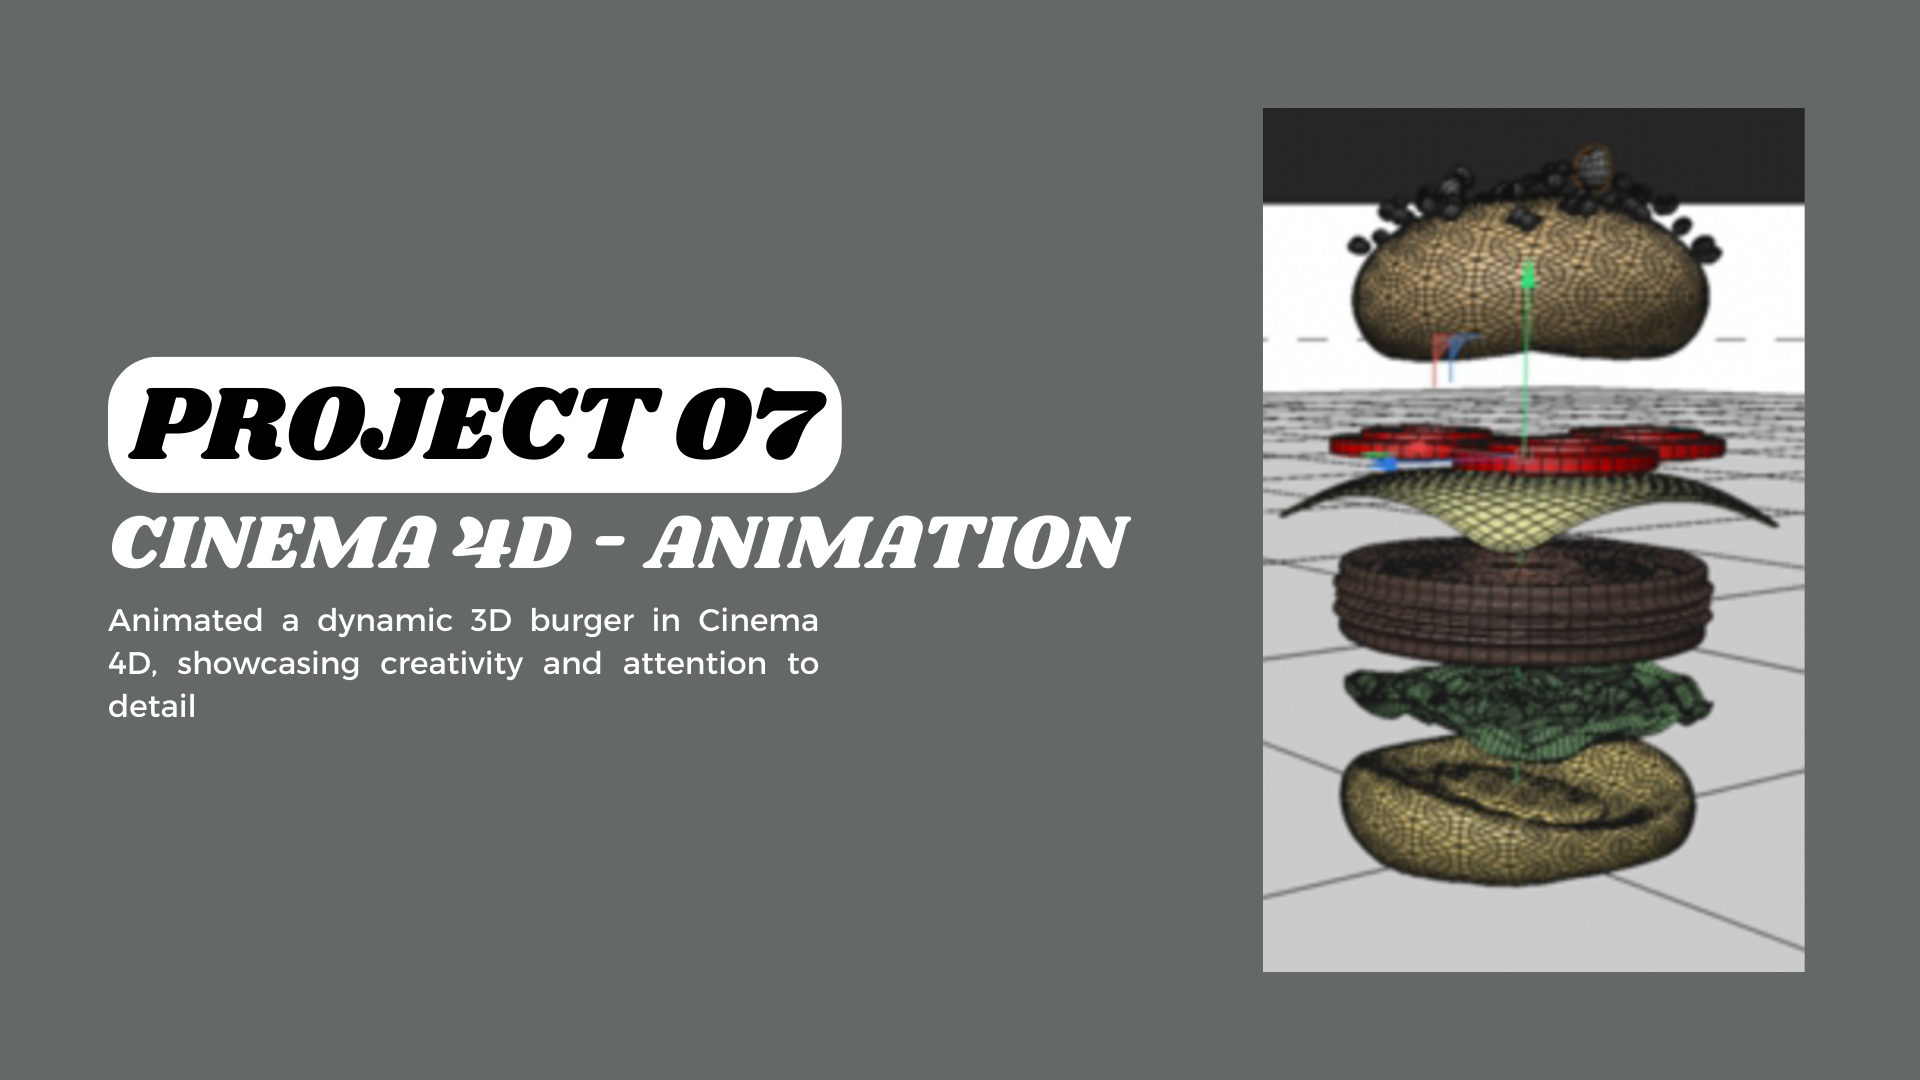 PROJECT 07
CINEMA 4D - ANIMATION
Animated a dynamic 3D burger in Cinema
4D, showcasing creativity and attention to
detail